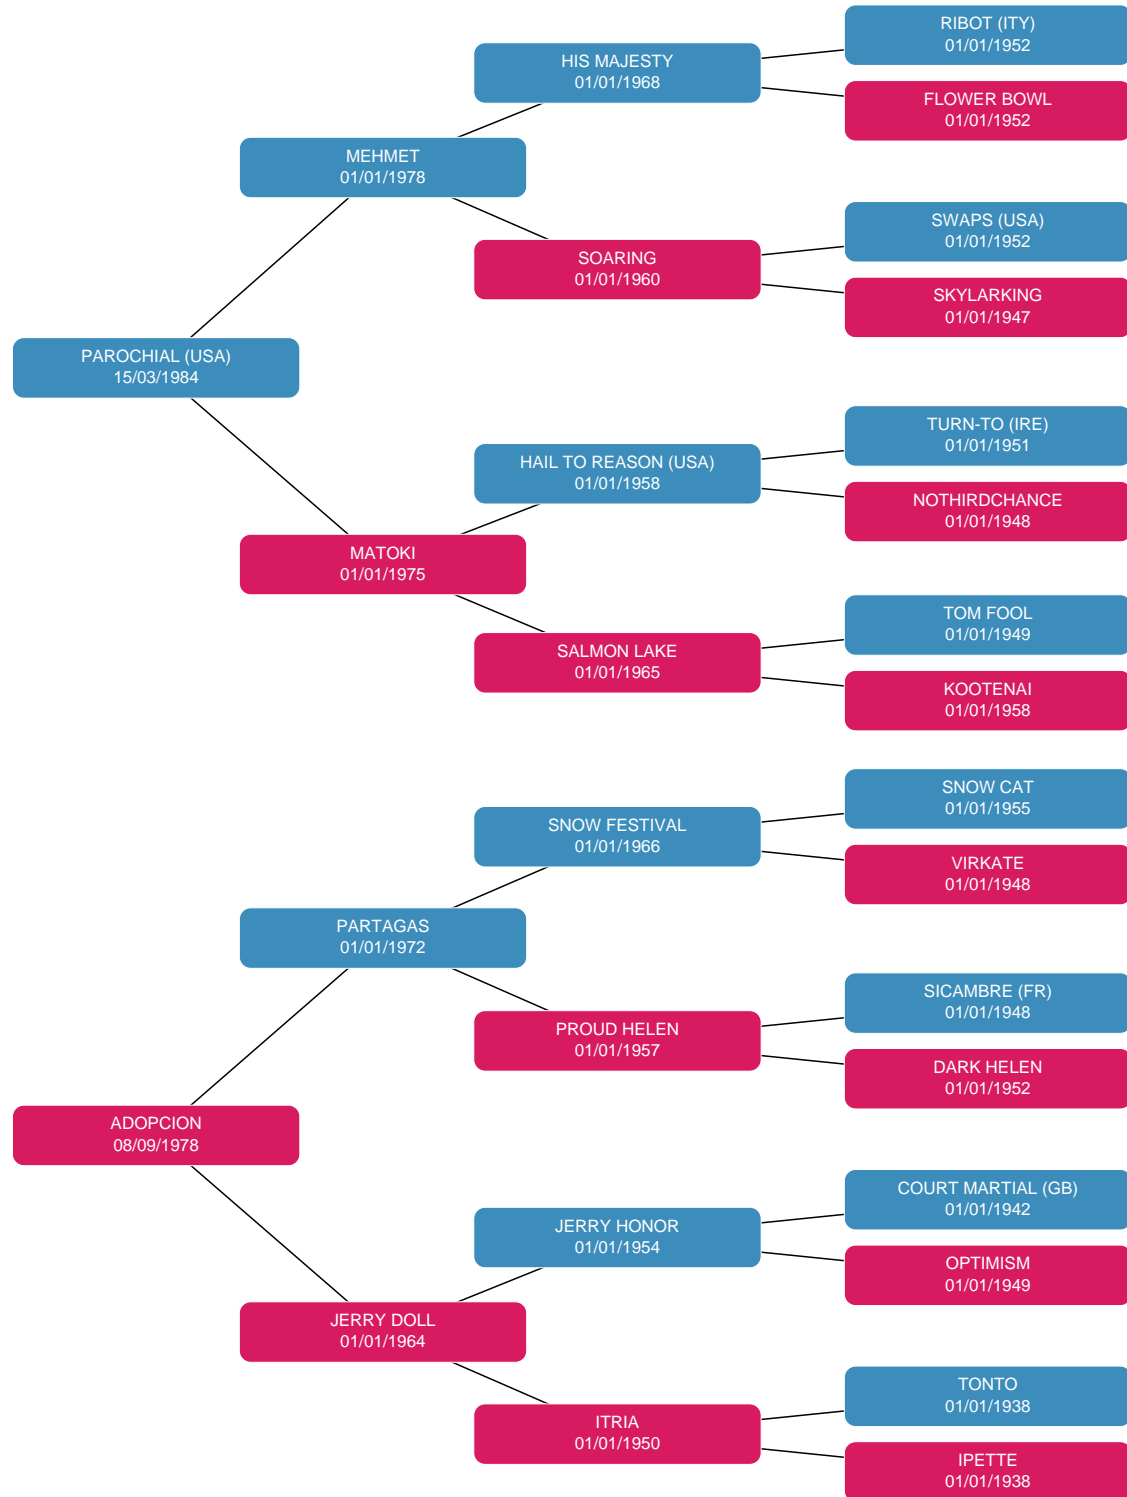 RIBOT (ITY)
01/01/1952
HIS MAJESTY
01/01/1968
FLOWER BOWL
01/01/1952
MEHMET
01/01/1978
SWAPS (USA)
01/01/1952
SOARING
01/01/1960
SKYLARKING
01/01/1947
PAROCHIAL (USA)
15/03/1984
TURN-TO (IRE)
01/01/1951
HAIL TO REASON (USA)
01/01/1958
NOTHIRDCHANCE
01/01/1948
MATOKI
01/01/1975
TOM FOOL
01/01/1949
SALMON LAKE
01/01/1965
KOOTENAI
01/01/1958
SNOW CAT
01/01/1955
SNOW FESTIVAL
01/01/1966
VIRKATE
01/01/1948
PARTAGAS
01/01/1972
SICAMBRE (FR)
01/01/1948
PROUD HELEN
01/01/1957
DARK HELEN
01/01/1952
ADOPCION
08/09/1978
COURT MARTIAL (GB)
01/01/1942
JERRY HONOR
01/01/1954
OPTIMISM
01/01/1949
JERRY DOLL
01/01/1964
TONTO
01/01/1938
ITRIA
01/01/1950
IPETTE
01/01/1938